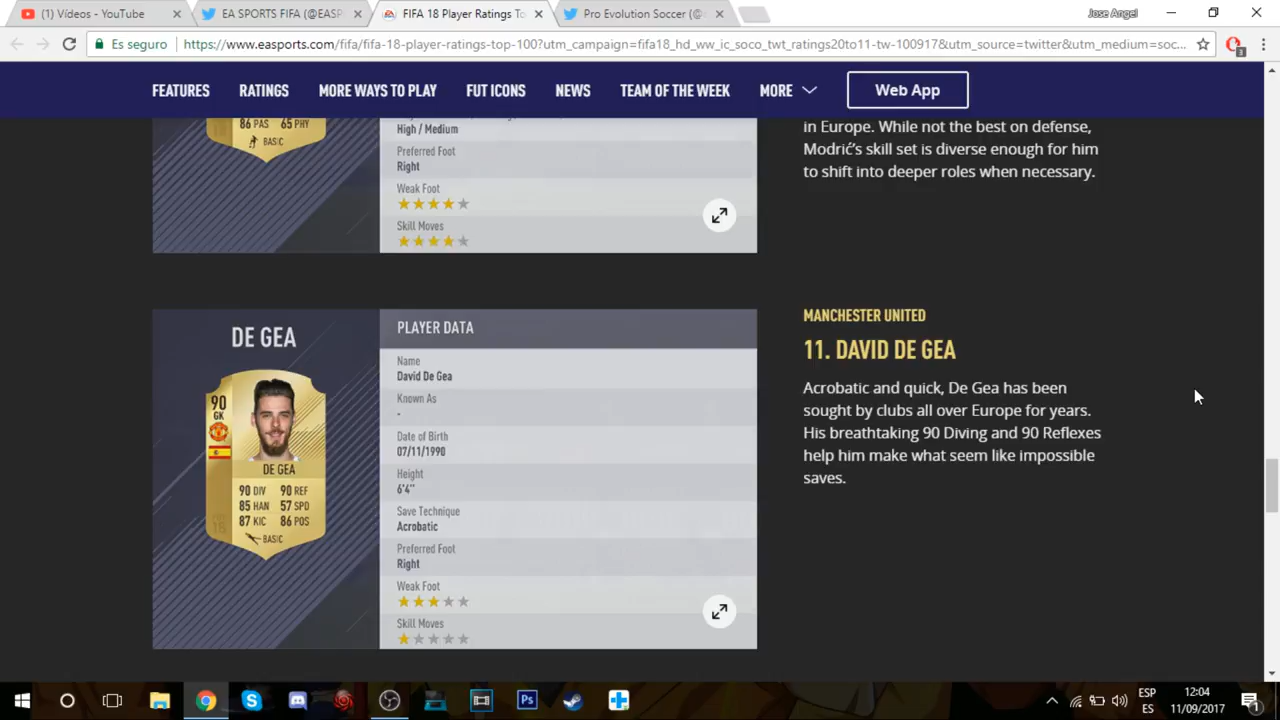 (1) Vídeos - YouTube
EA SPORTS FIFA (@EASP
FIFA 18 Player Ratings To
Pro Evolution Soccer (@
Jose Angel
Es seguro
https://www.easports.com/fifa/fifa-18-player-ratings-top-100?utm_campaign=fifa18_hd_ww_ic_soco_twt_ratings20to11-tw-100917&utm_source=twitter&utm_medium=soc...
3
FEATURES
RATINGS
MORE WAYS TO PLAY
FUT ICONS
NEWS
TEAM OF THE WEEK
MORE
Web App
86 PAS 65 PHY
BASIC
High / Medium
Preferred Foot
Right
Weak Foot
Skill Moves
in Europe. While not the best on defense,
Modrić's skill set is diverse enough for him
to shift into deeper roles when necessary.
DE GEA
90
GK
DE GEA
90 DIV 90 REF
85 HAN 57 SPD
87 KIC 86 POS
BASIC
PLAYER DATA
Name
David De Gea
Known As
-
Date of Birth
07/11/1990
Height
6'4"
Save Technique
Acrobatic
Preferred Foot
Right
Weak Foot
Skill Moves
MANCHESTER UNITED
11. DAVID DE GEA
Acrobatic and quick, De Gea has been
sought by clubs all over Europe for years.
His breathtaking 90 Diving and 90 Reflexes
help him make what seem like impossible
saves.
Ps
ESP
ES
12:04
11/09/2017
1